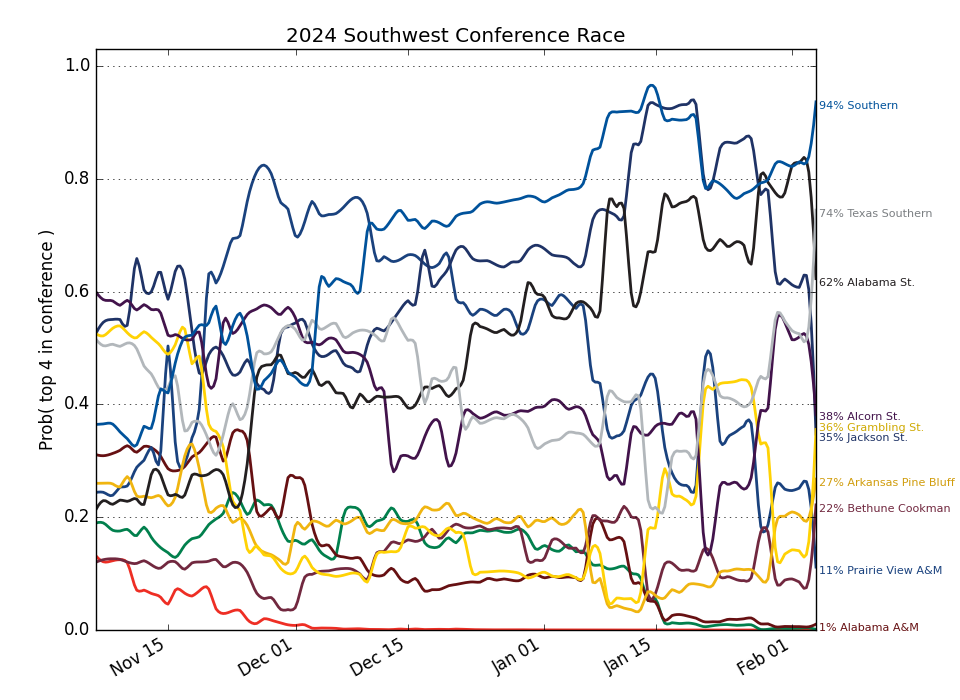 2024 Southwest Conference Race
1.0
0.8
0.6
0.4
0.2
0.0
Prob( top 4 in conference )
Nov 15
Dec 01
Dec 15
Jan 01
Jan 15
Feb 01
94% Southern
74% Texas Southern
62% Alabama St.
38% Alcorn St.
36% Grambling St.
35% Jackson St.
27% Arkansas Pine Bluff
22% Bethune Cookman
11% Prairie View A&M
1% Alabama A&M